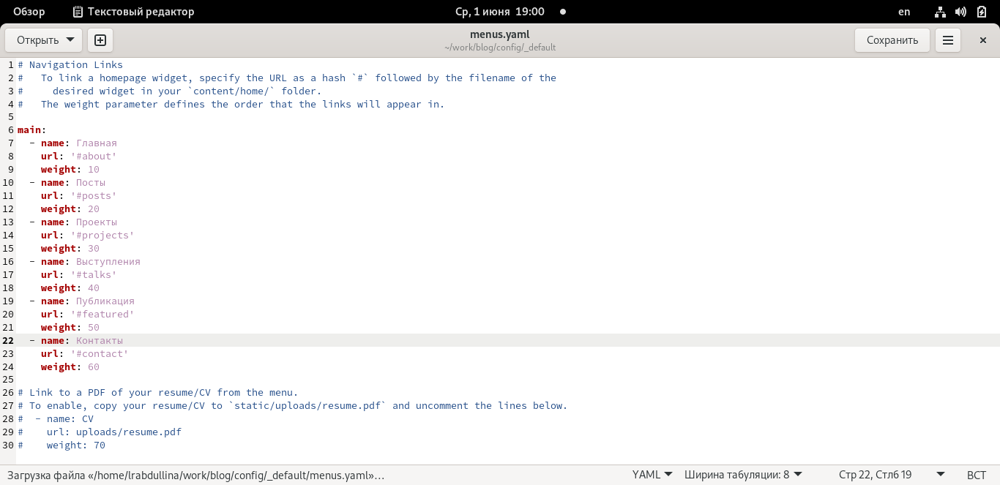 Обзор Текстовый редактор Ср, 1 июня 19:00 en
Открыть menus.yaml Сохранить
~/work/blog/config/_default
1 # Navigation Links
2 #   To link a homepage widget, specify the URL as a hash `#` followed by the filename of the
3 #     desired widget in your `content/home/` folder.
4 #   The weight parameter defines the order that the links will appear in.
5
6 main:
7   - name: Главная
8     url: '#about'
9     weight: 10
10   - name: Посты
11     url: '#posts'
12     weight: 20
13   - name: Проекты
14     url: '#projects'
15     weight: 30
16   - name: Выступления
17     url: '#talks'
18     weight: 40
19   - name: Публикация
20     url: '#featured'
21     weight: 50
22   - name: Контакты
23     url: '#contact'
24     weight: 60
25
26 # Link to a PDF of your resume/CV from the menu.
27 # To enable, copy your resume/CV to `static/uploads/resume.pdf` and uncomment the lines below.
28 #  - name: CV
29 #    url: uploads/resume.pdf
30 #    weight: 70
Загрузка файла «/home/lrabdullina/work/blog/config/_default/menus.yaml»… YAML Ширина табуляции: 8 Стр 22, Стлб 19 ВСТ